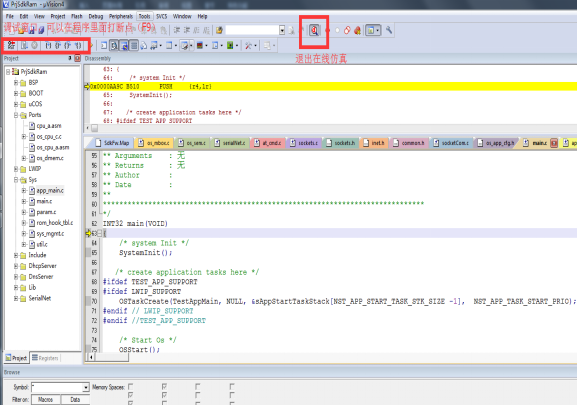 PrjSdkRam - µVision4
File Edit View Project Flash Debug Peripherals Tools SVCS Window Help
调试窗口，可以在程序里面打断点（F9）
退出在线仿真
Project
Disassembly
PrjSdkRam
BSP
BOOT
uCOS
Ports
cpu_a.asm
os_cpu_c.c
os_cpu_a.asm
os_dmem.c
LWIP
Sys
app_main.c
main.c
param.c
rom_hook_tbl.c
sys_mgmt.c
util.c
Include
DhcpServer
DnsServer
Lib
SerialNet
Project Registers
63: {
64: /* system Init */
0x0000AA9C B510 PUSH {r4,lr}
65: SystemInit();
66:
67: /* create application tasks here */
68: #ifdef TEST_APP_SUPPORT
SdkFw.Map os_mbox.c os_sem.c serialNet.c at_cmd.c sockets.c sockets.h inet.h common.h socketCom.c os_app_cfg.h main.c
55 ** Arguments : 无
56 ** Returns : 无
57 ** Author :
58 ** Date :
59 **
60
61 */
62 INT32 main(VOID)
63 {
64 /* system Init */
65 SystemInit();
66
67 /* create application tasks here */
68 #ifdef TEST_APP_SUPPORT
69 #ifdef LWIP_SUPPORT
70 OSTaskCreate(TestAppMain, NULL, &sAppStartTaskStack[NST_APP_START_TASK_STK_SIZE -1], NST_APP_TASK_START_PRIO);
71 #endif // LWIP_SUPPORT
72 #endif //TEST_APP_SUPPORT
73
74 /* Start Os */
75 OSStart();
Browse
Symbol: * Memory Spaces:
Filter on: Macros Data